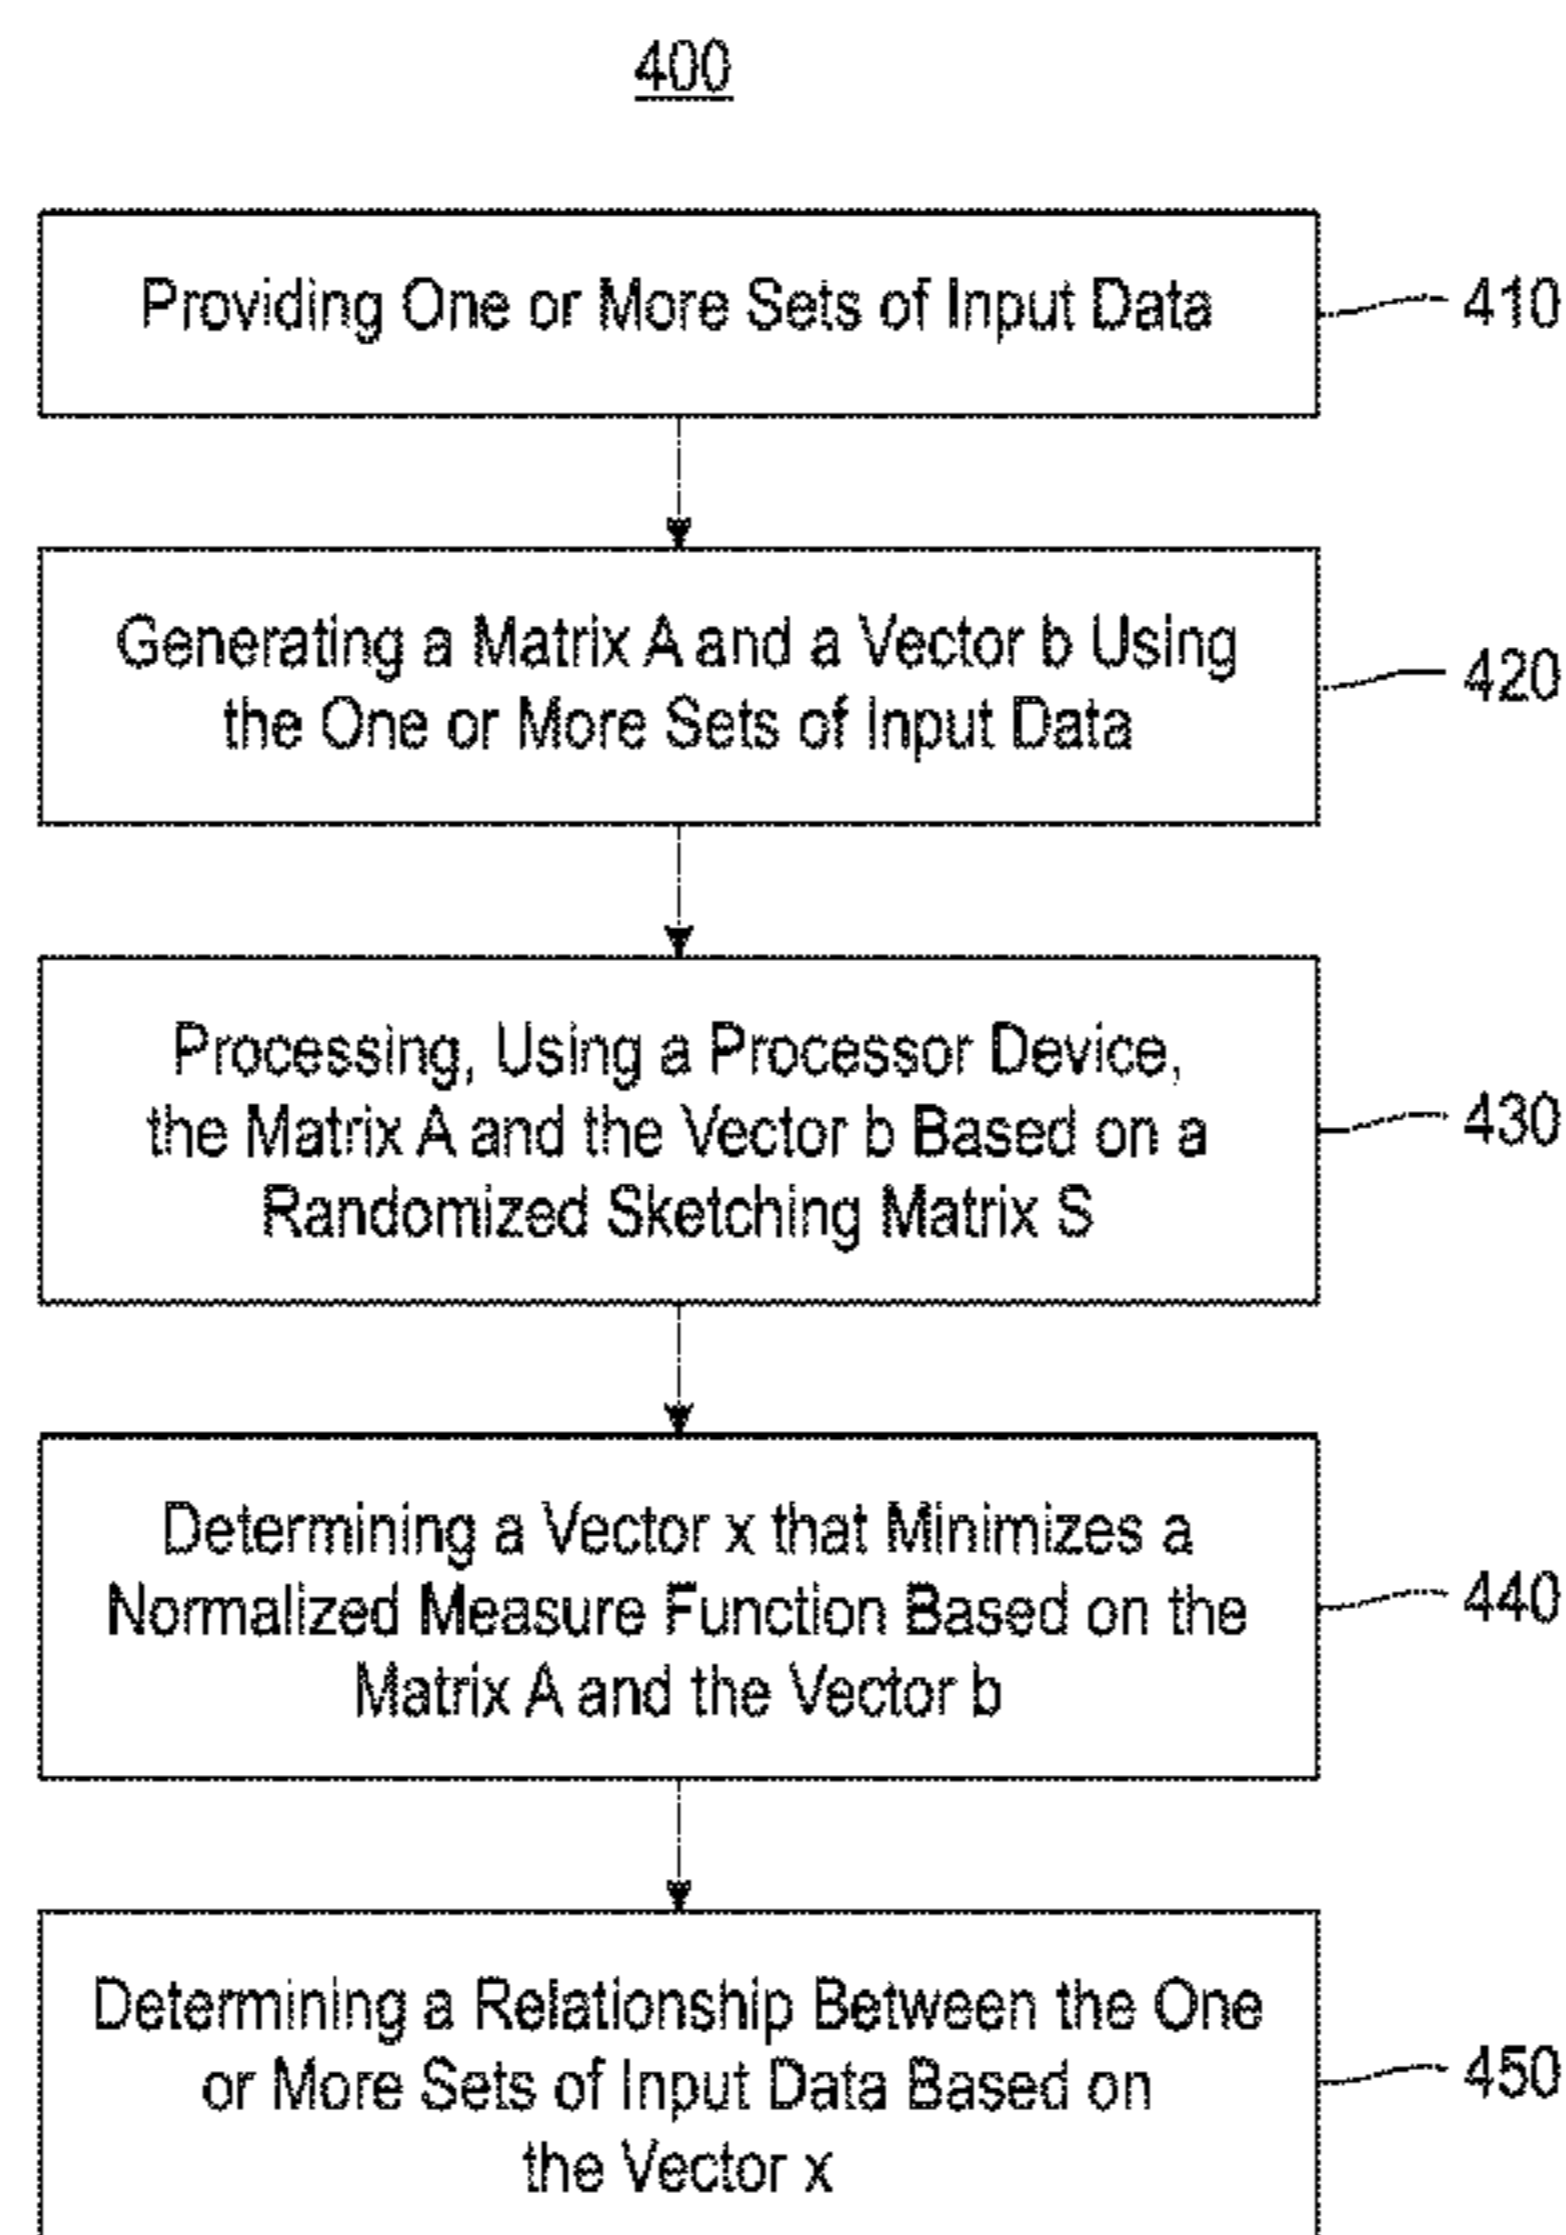 400
Providing One or More Sets of Input Data
410
Generating a Matrix A and a Vector b Using
the One or More Sets of Input Data
420
Processing, Using a Processor Device,
the Matrix A and the Vector b Based on a
Randomized Sketching Matrix S
430
Determining a Vector x that Minimizes a
Normalized Measure Function Based on the
Matrix A and the Vector b
440
Determining a Relationship Between the One
or More Sets of Input Data Based on
the Vector x
450